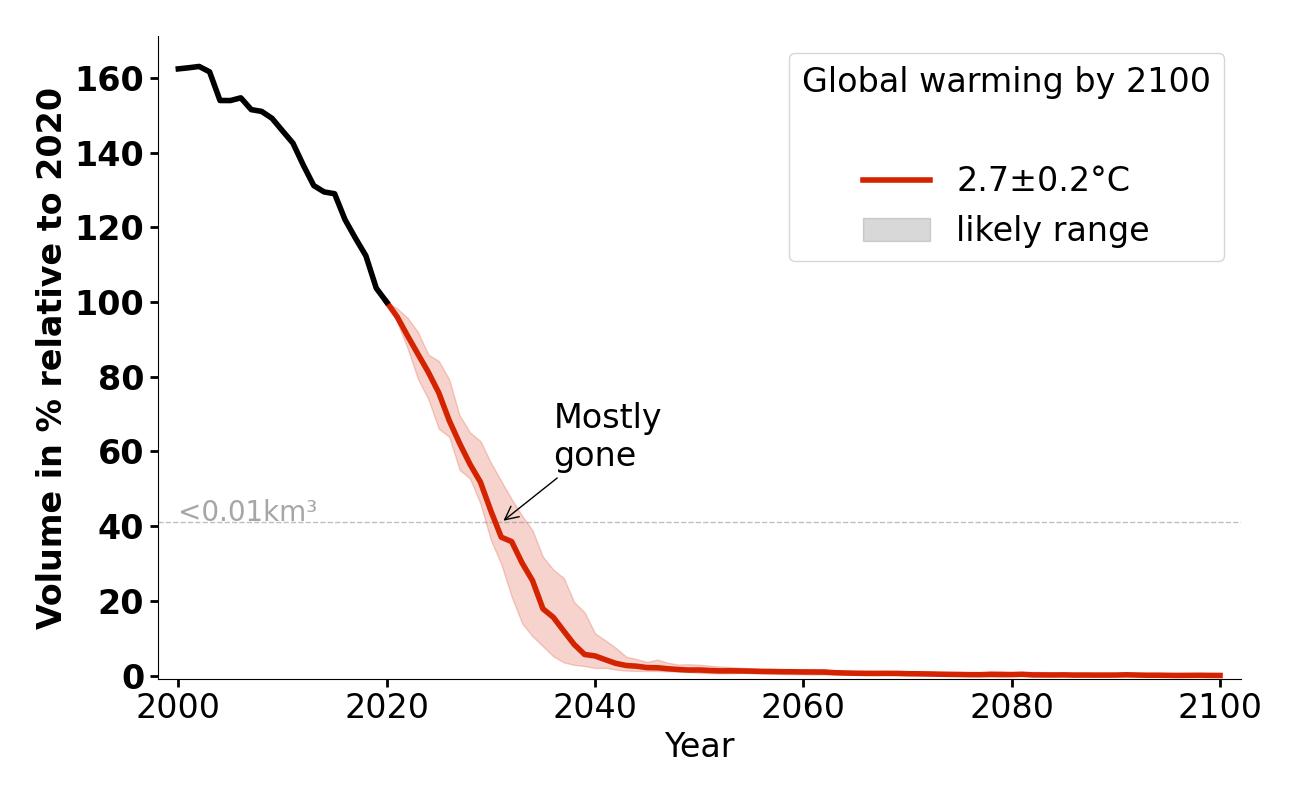 Volume in % relative to 2020
160
140
120
100
80
60
40
20
0
Global warming by 2100
2.7±0.2°C
likely range
Mostly
gone
<0.01km³
2000 2020 2040 2060 2080 2100
Year